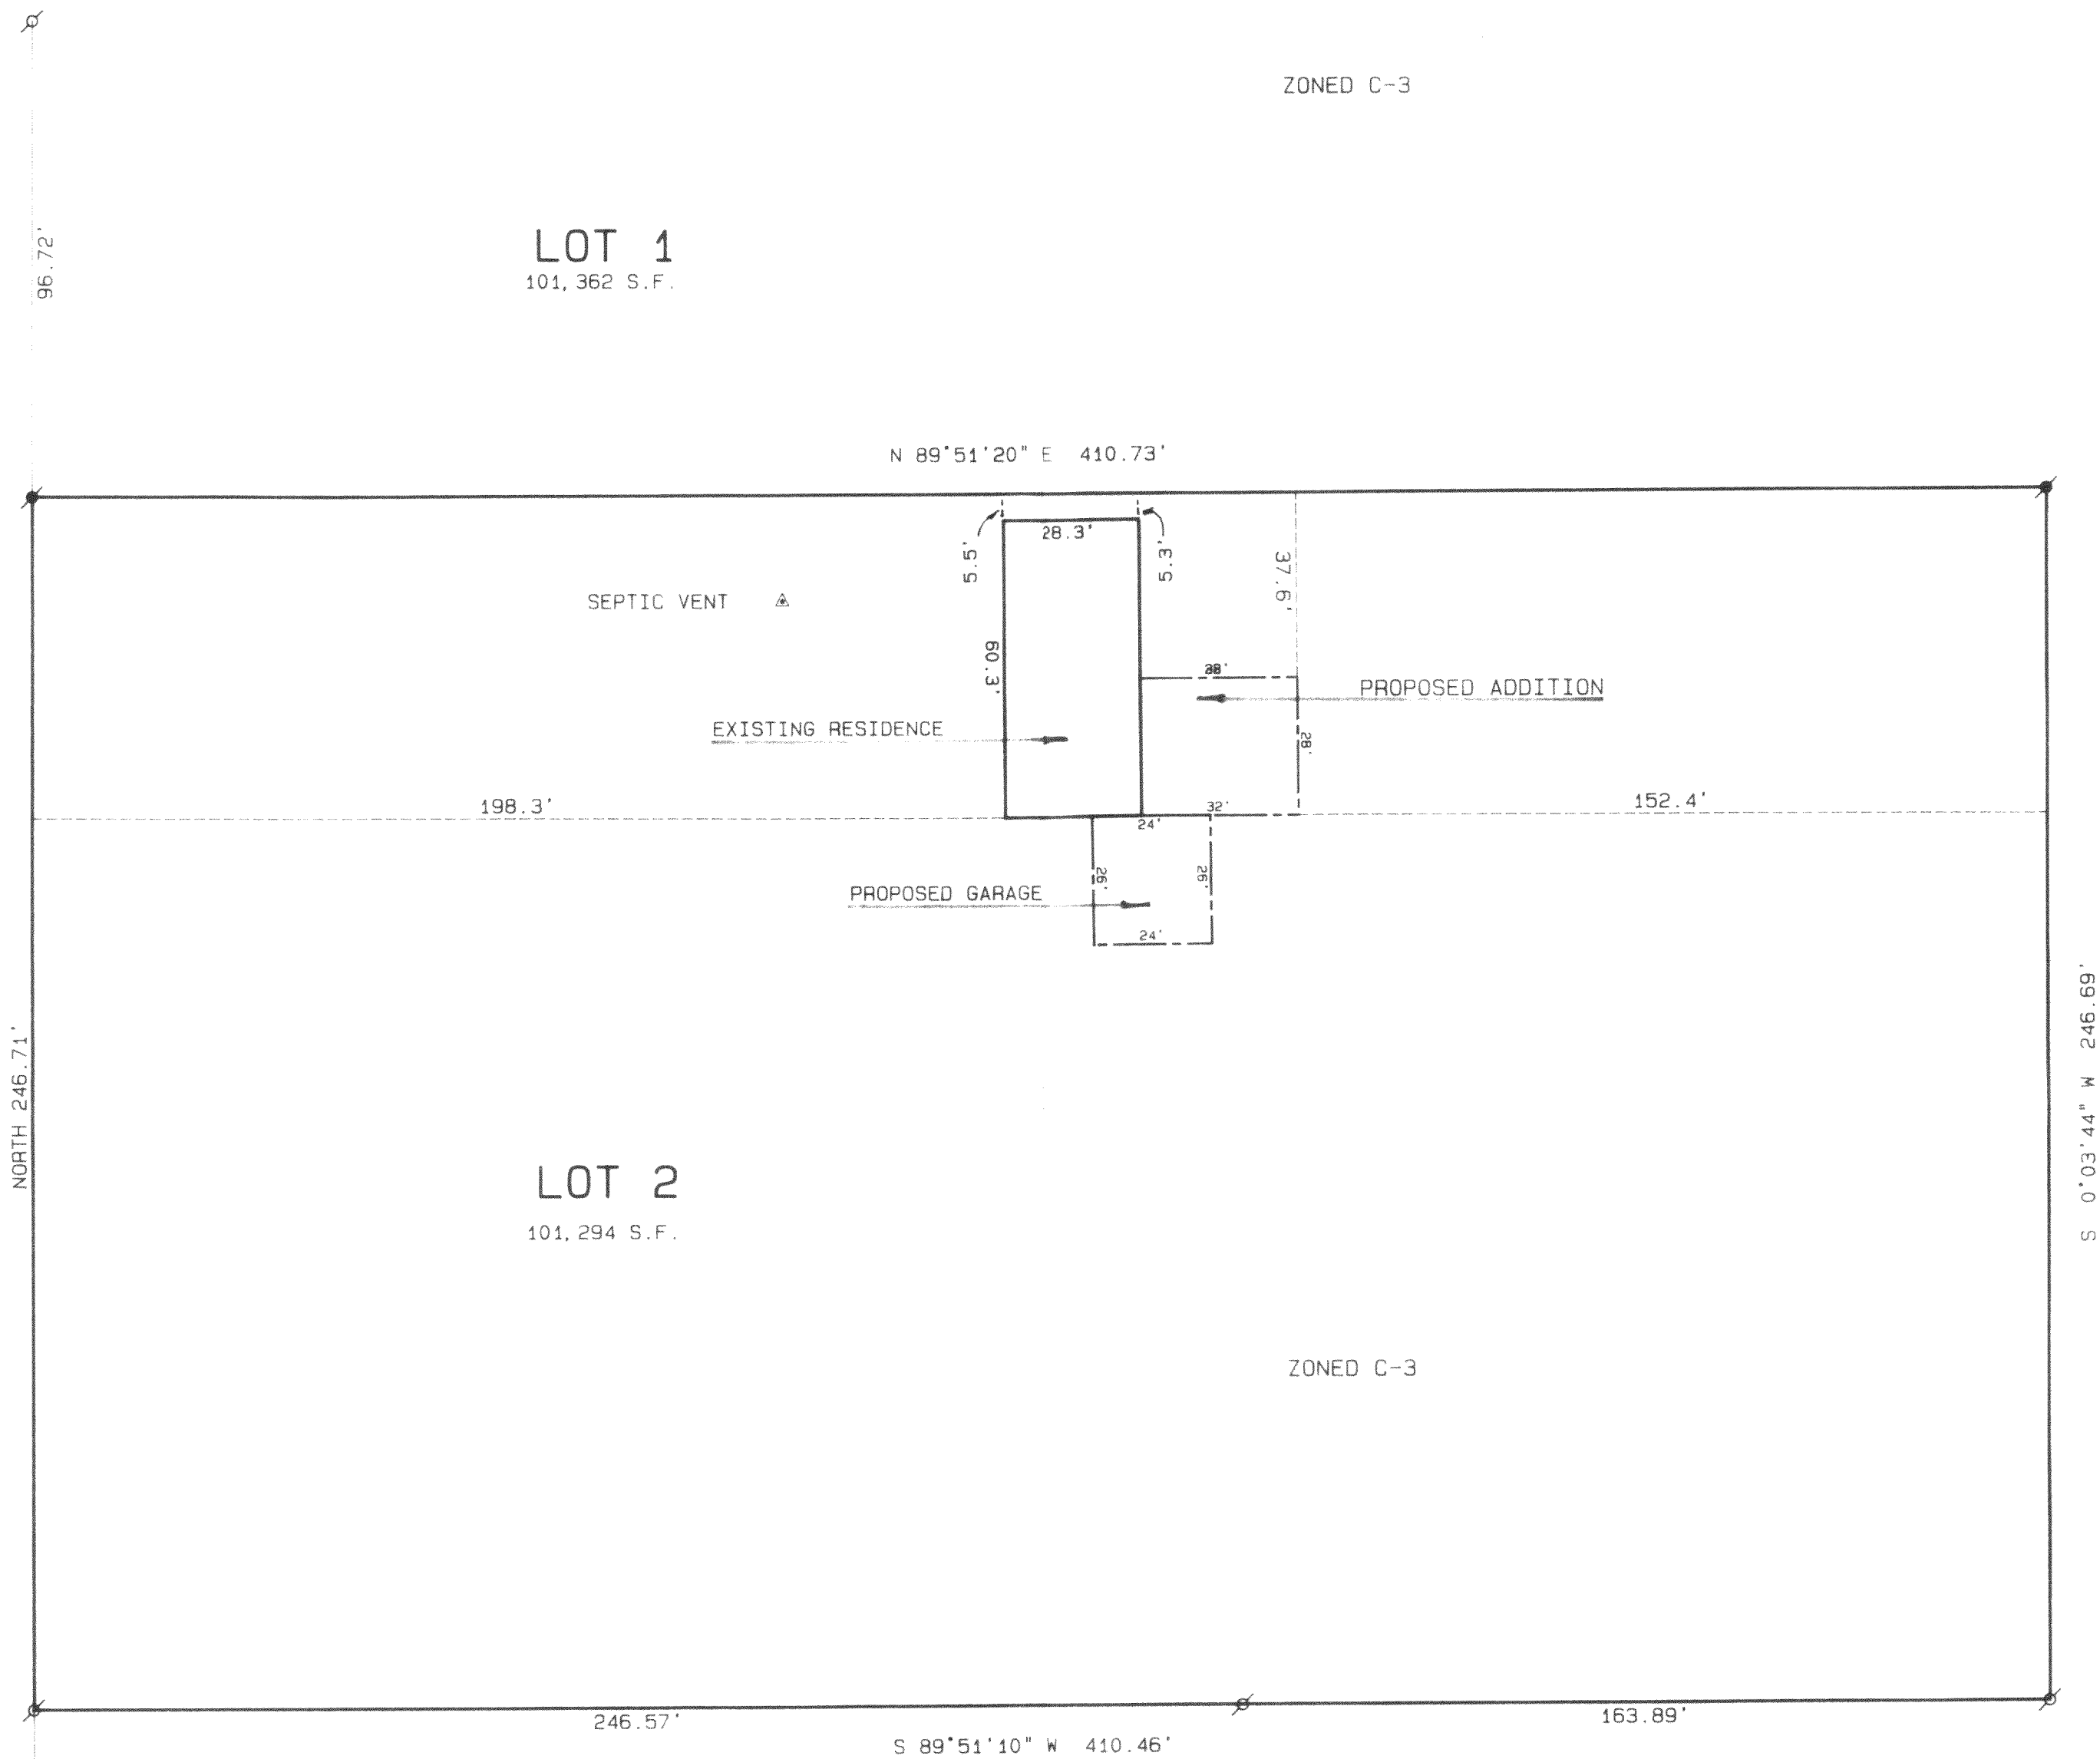 ZONED C-3
96.72'
LOT 1
101,362 S.F.
N 89°51'20" E 410.73'
28.3'
5.5'
5.3'
37.6'
SEPTIC VENT
60.3'
PROPOSED ADDITION
EXISTING RESIDENCE
28'
198.3'
32'
152.4'
24'
26'
26'
PROPOSED GARAGE
24'
NORTH 246.71'
S 0°03'44" W 246.69'
LOT 2
101,294 S.F.
ZONED C-3
246.57'
163.89'
S 89°51'10" W 410.46'